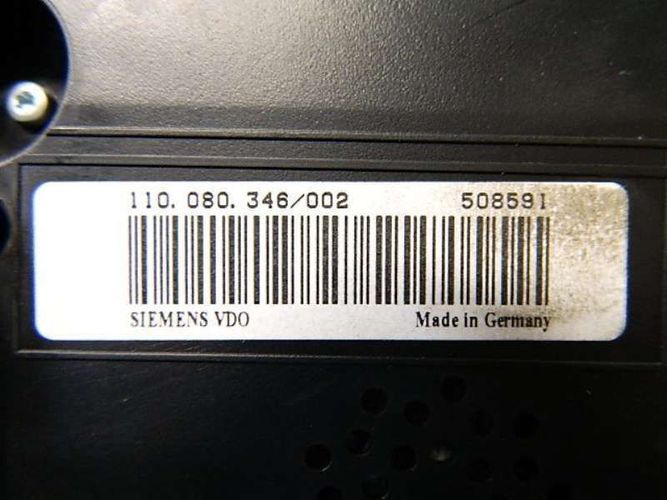 110.080.346/002 508591
SIEMENS VDO Made in Germany